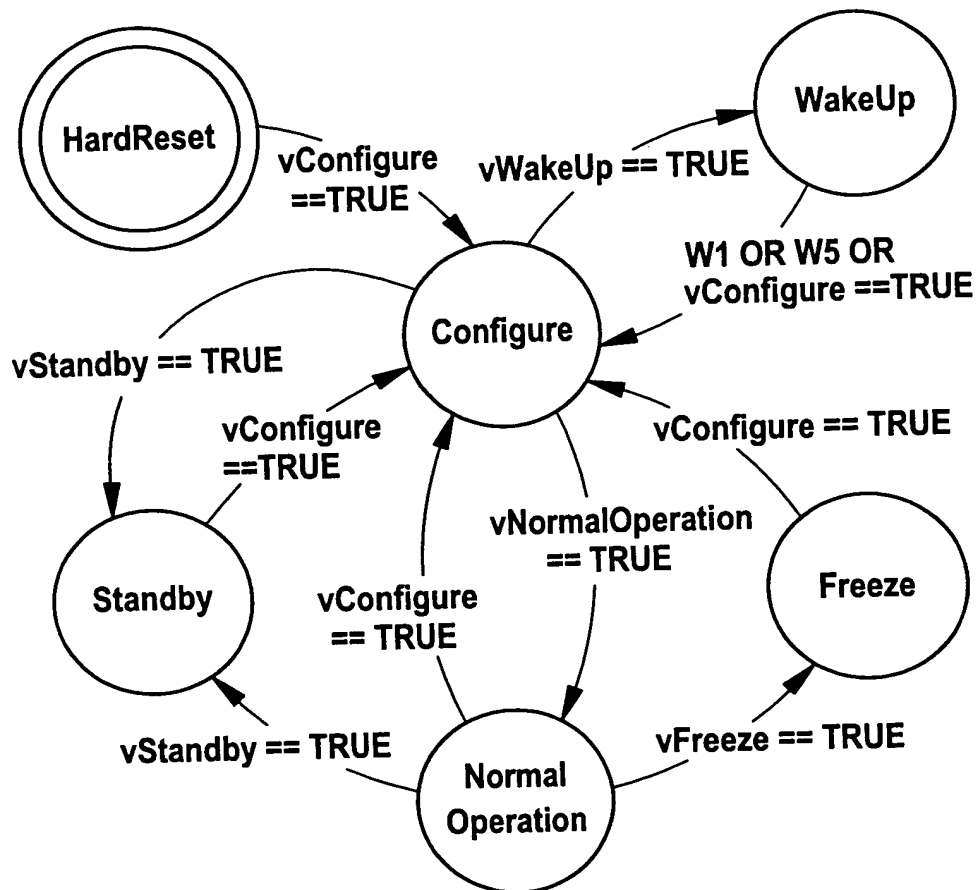 HardReset
WakeUp
vConfigure
==TRUE
vWakeUp == TRUE
W1 OR W5 OR
vConfigure ==TRUE
Configure
vStandby == TRUE
vConfigure
==TRUE
vConfigure == TRUE
vNormalOperation
== TRUE
Standby
vConfigure
== TRUE
Freeze
vStandby == TRUE
vFreeze == TRUE
Normal
Operation